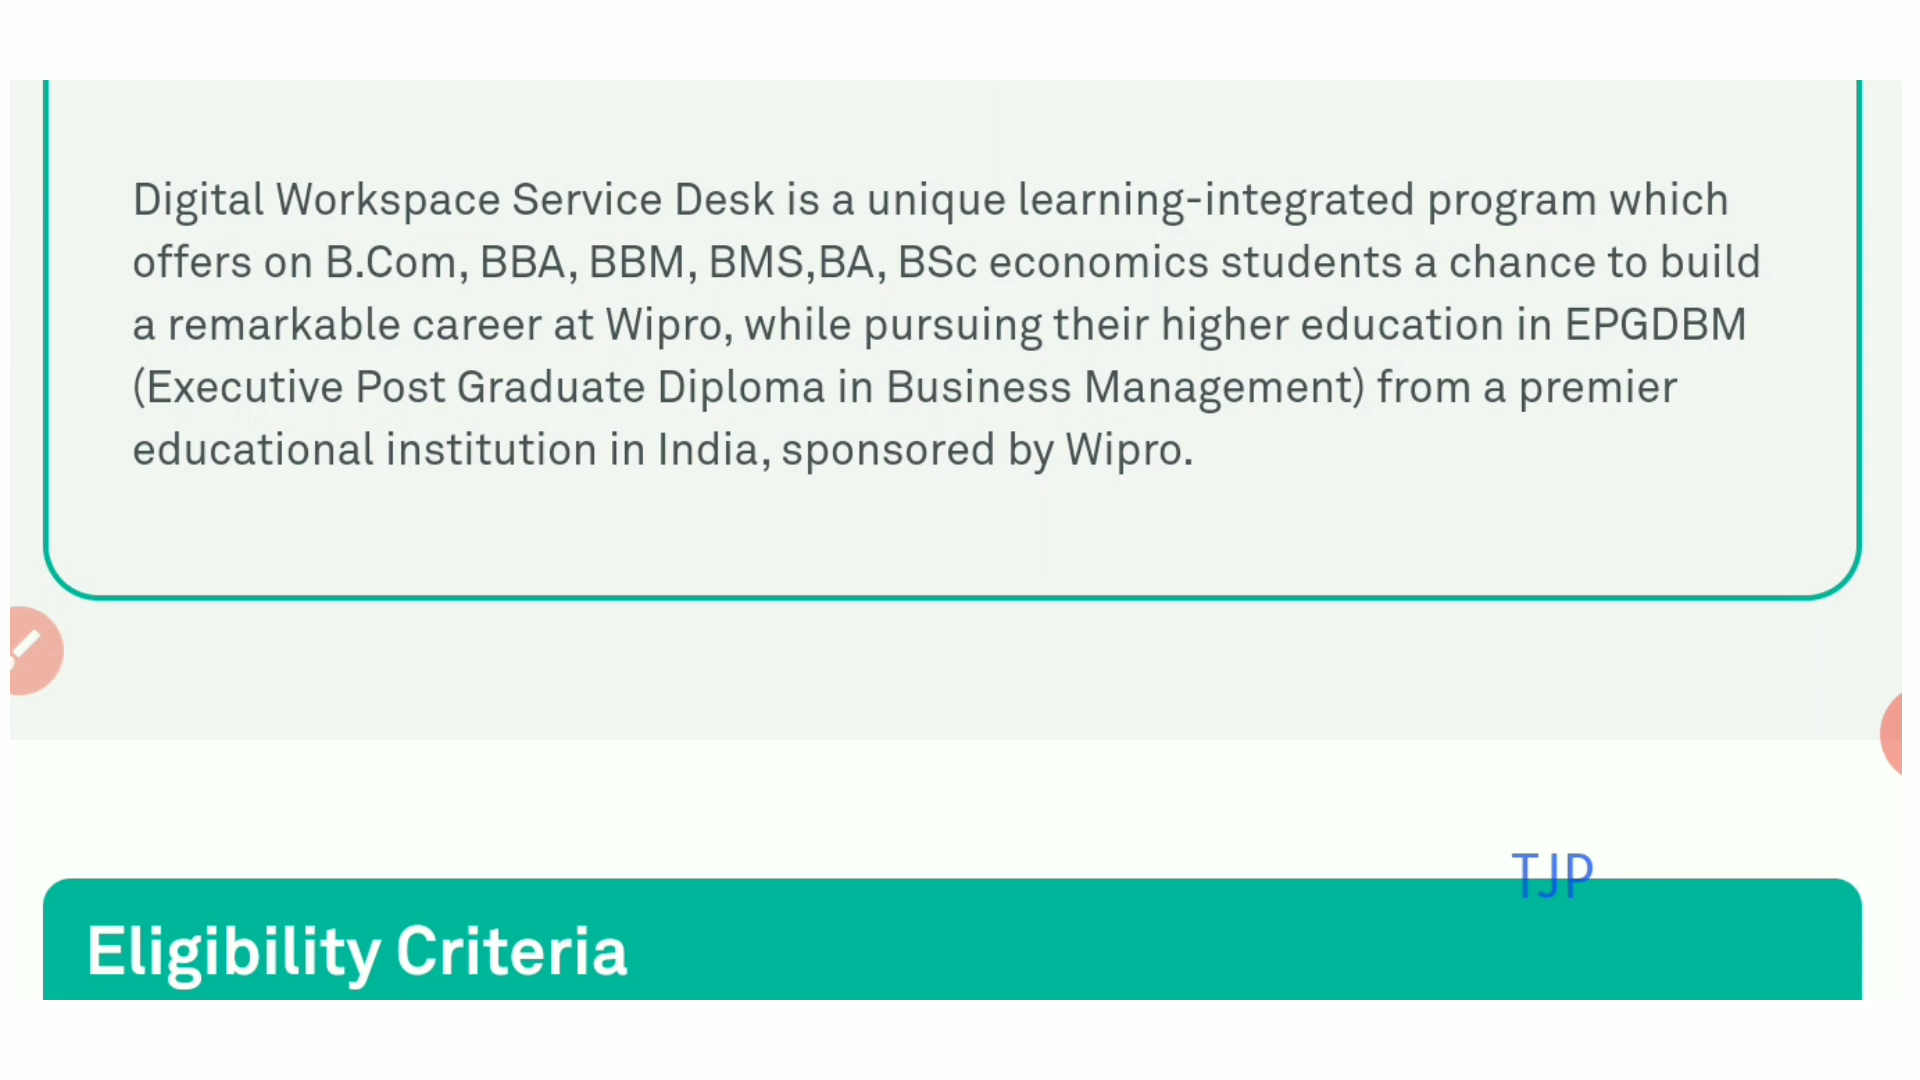 Digital Workspace Service Desk is a unique learning-integrated program which
offers on B.Com, BBA, BBM, BMS,BA, BSc economics students a chance to build
a remarkable career at Wipro, while pursuing their higher education in EPGDBM
(Executive Post Graduate Diploma in Business Management) from a premier
educational institution in India, sponsored by Wipro.
TJP
Eligibility Criteria